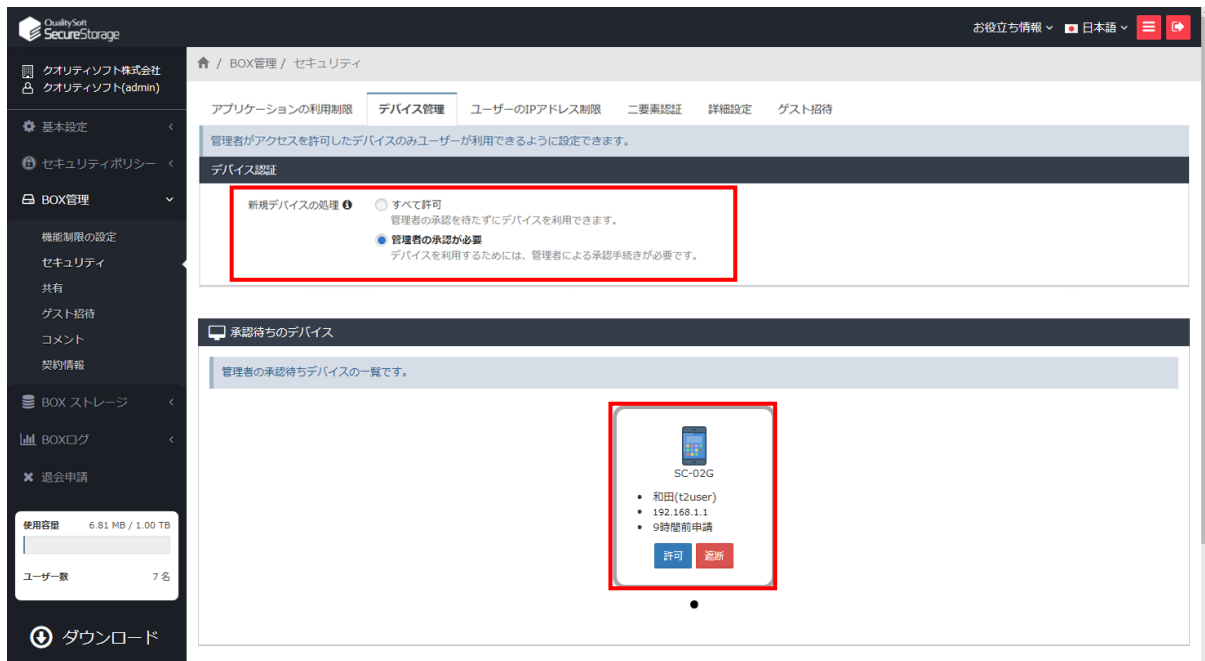 QualitySoft
SecureStorage
お役立ち情報
日本語
クオリティソフト株式会社
クオリティソフト(admin)
基本設定
セキュリティポリシー
BOX管理
機能制限の設定
セキュリティ
共有
ゲスト招待
コメント
契約情報
BOX ストレージ
BOXログ
退会申請
使用容量 6.81 MB / 1.00 TB
ユーザー数 7 名
ダウンロード
/ BOX管理 / セキュリティ
アプリケーションの利用制限 デバイス管理 ユーザーのIPアドレス制限 二要素認証 詳細設定 ゲスト招待
管理者がアクセスを許可したデバイスのみユーザーが利用できるように設定できます。
デバイス認証
新規デバイスの処理 すべて許可
管理者の承認を待たずにデバイスを利用できます。
管理者の承認が必要
デバイスを利用するためには、管理者による承認手続きが必要です。
承認待ちのデバイス
管理者の承認待ちデバイスの一覧です。
SC-02G
和田(t2user)
192.168.1.1
9時間前申請
許可 遮断